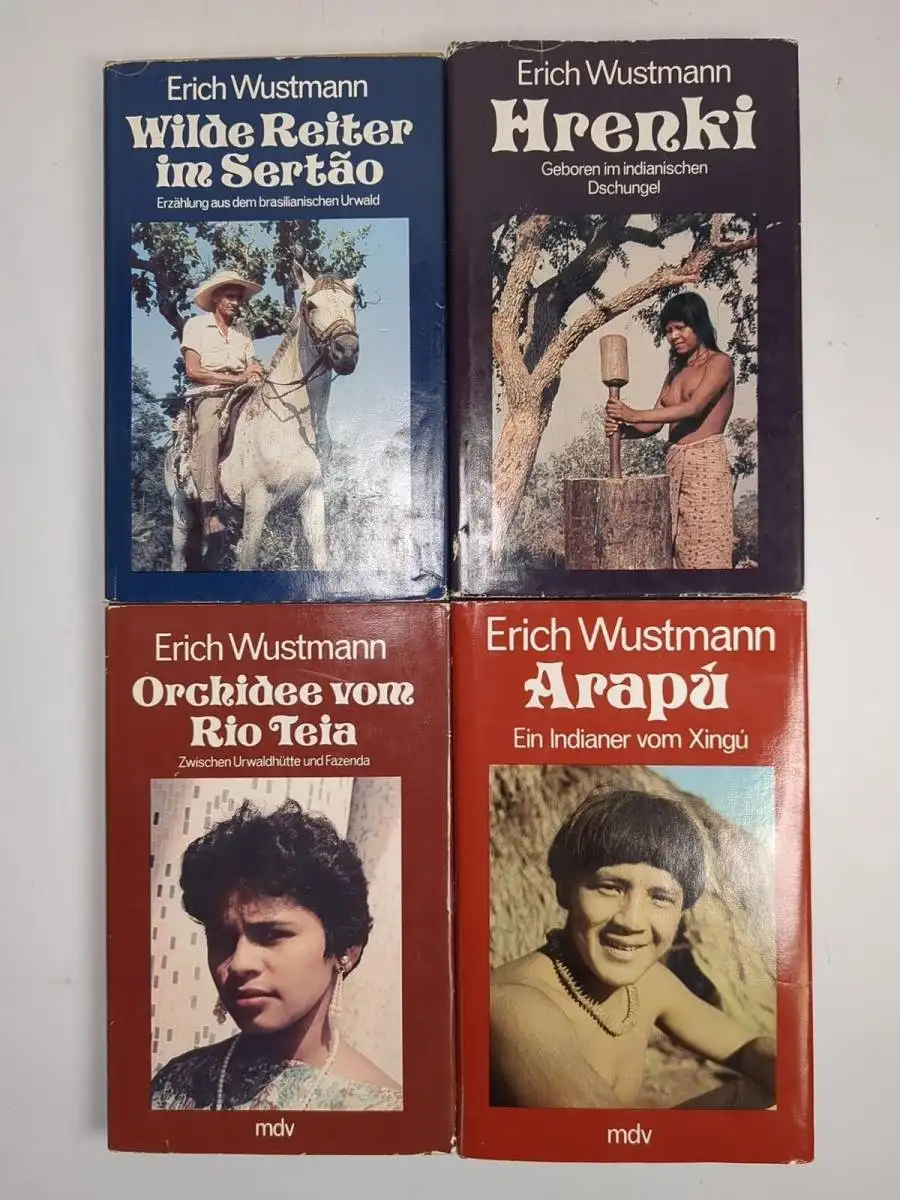 Erich Wustmann
Wilde Reiter
im Sertão
Erzählung aus dem brasilianischen Urwald
Erich Wustmann
Hrenki
Geboren im indianischen
Dschungel
Erich Wustmann
Orchidee vom
Rio Teia
Zwischen Urwaldhütte und Fazenda
mdv
Erich Wustmann
Arapú
Ein Indianer vom Xingú
mdv